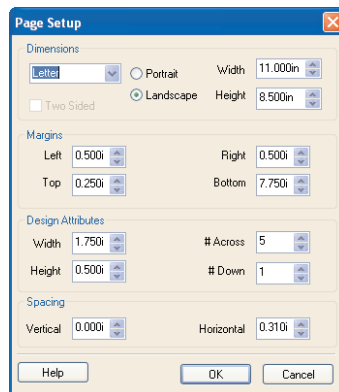 Page Setup
Dimensions
Letter
Portrait
Width 11.000in
Two Sided
Landscape
Height 8.500in
Margins
Left 0.500i Right 0.500i
Top 0.250i Bottom 7.750i
Design Attributes
Width 1.750i # Across 5
Height 0.500i # Down 1
Spacing
Vertical 0.000i Horizontal 0.310i
Help OK Cancel